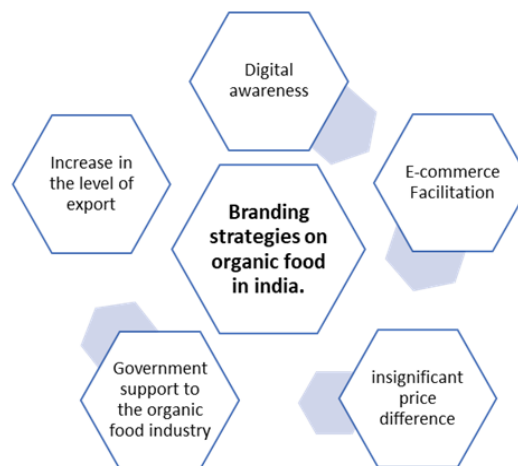 Digital
awareness
Increase in
the level of
export
E-commerce
Facilitation
Branding
strategies on
organic food
in india.
Government
support to
the organic
food industry
insignificant
price
difference